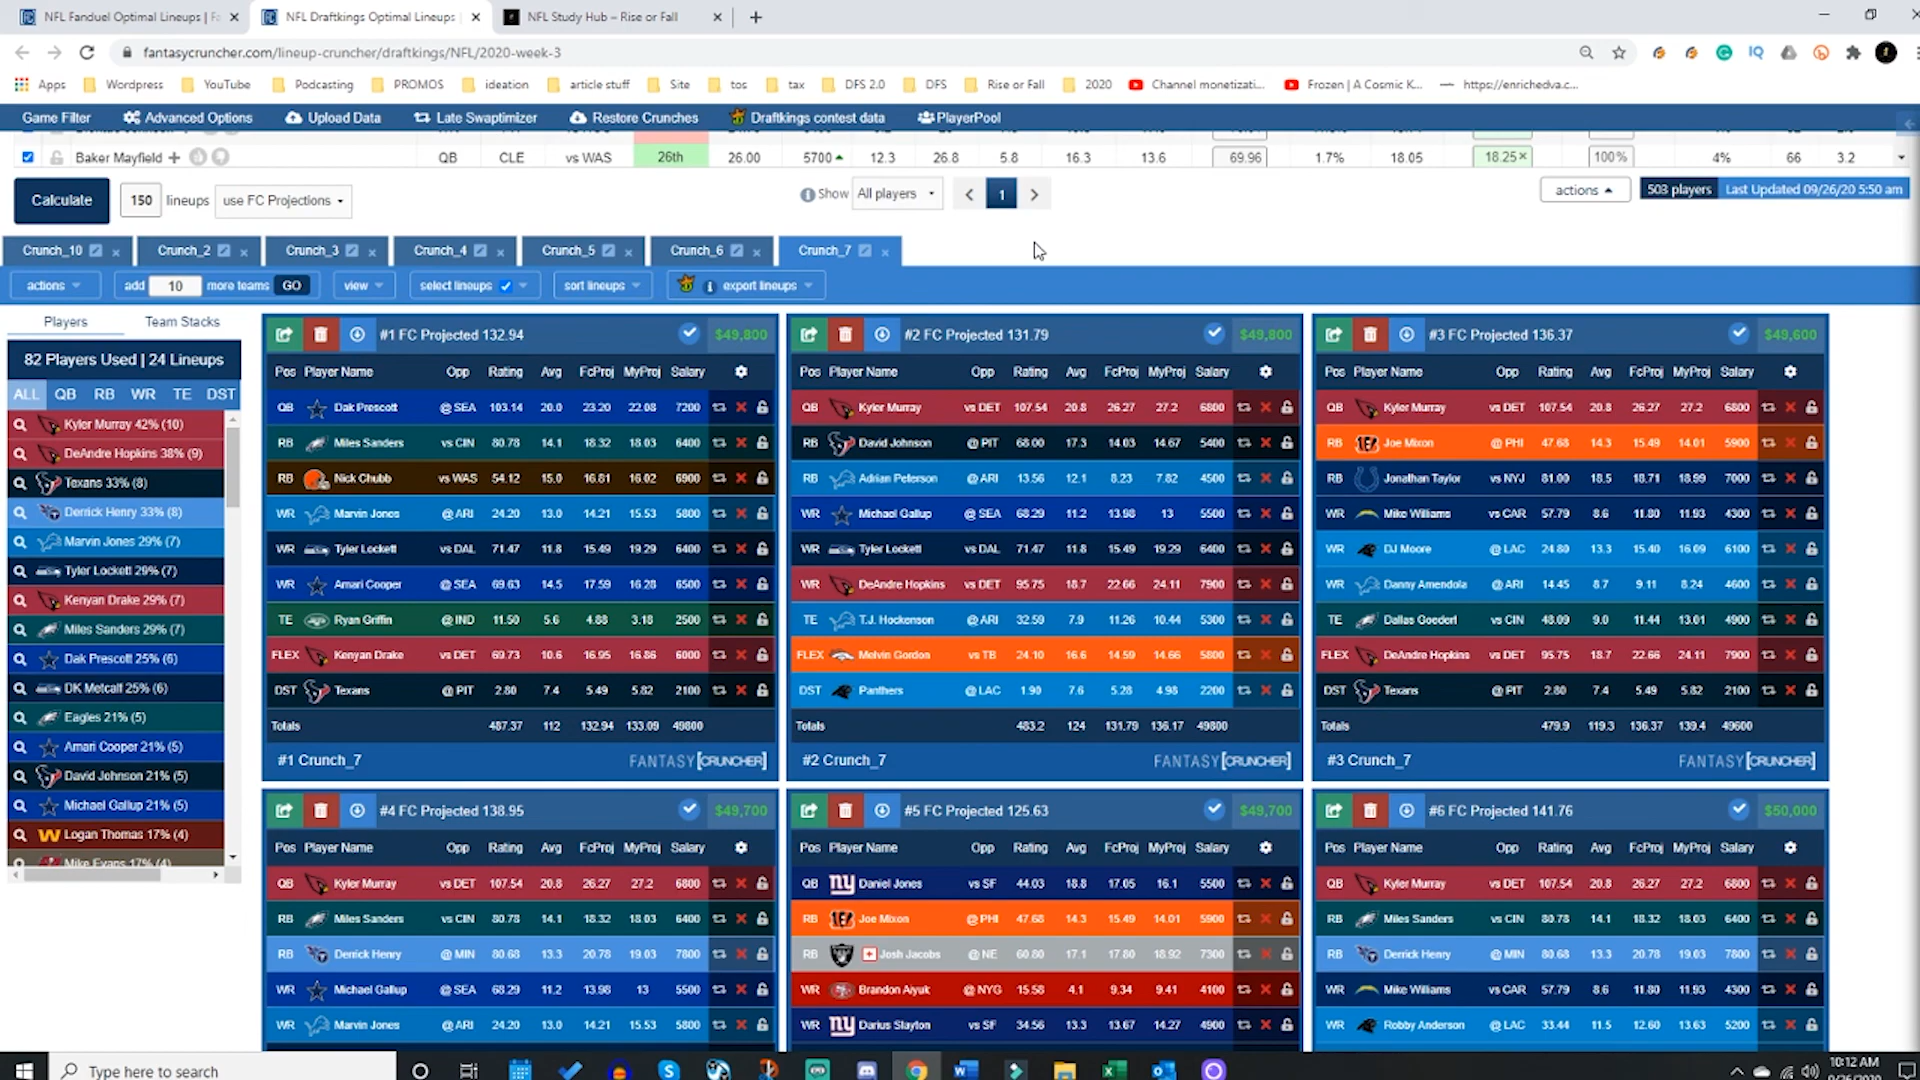 NFL Fanduel Optimal Lineups | Fa
NFL Draftkings Optimal Lineups
NFL Study Hub – Rise or Fall
fantasycruncher.com/lineup-cruncher/draftkings/NFL/2020-week-3
Apps Wordpress YouTube Podcasting PROMOS ideation article stuff Site tos tax DFS 2.0 DFS Rise or Fall 2020 Channel monetizati... Frozen | A Cosmic K... https://enrichedva.c...
Game Filter Advanced Options Upload Data Late Swaptimizer Restore Crunches Draftkings contest data PlayerPool
Baker Mayfield QB CLE vs WAS 26th 26.00 5700 12.3 26.8 5.8 16.3 13.6 69.96 1.7% 18.05 18.25 100% 4% 66 3.2
Calculate 150 lineups use FC Projections Show All players 1 actions 503 players Last Updated 09/26/20 5:50 am
Crunch_10 Crunch_2 Crunch_3 Crunch_4 Crunch_5 Crunch_6 Crunch_7
actions add 10 more teams GO view select lineups sort lineups export lineups
Players Team Stacks
82 Players Used | 24 Lineups
ALL QB RB WR TE DST
Kyler Murray 42% (10)
DeAndre Hopkins 38% (9)
Texans 33% (8)
Derrick Henry 33% (8)
Marvin Jones 29% (7)
Tyler Lockett 29% (7)
Kenyan Drake 29% (7)
Miles Sanders 29% (7)
Dak Prescott 25% (6)
DK Metcalf 25% (6)
Eagles 21% (5)
Amari Cooper 21% (5)
David Johnson 21% (5)
Michael Gallup 21% (5)
Logan Thomas 17% (4)
Mike Evans 17% (4)
#1 FC Projected 132.94 $49,800
Pos Player Name Opp Rating Avg FcProj MyProj Salary
QB Dak Prescott @ SEA 103.14 20.0 23.20 22.08 7200
RB Miles Sanders vs CIN 80.78 14.1 18.32 18.03 6400
RB Nick Chubb vs WAS 54.12 15.0 16.81 16.02 6900
WR Marvin Jones @ ARI 24.20 13.0 14.21 15.53 5800
WR Tyler Lockett vs DAL 71.47 11.8 15.49 19.29 6400
WR Amari Cooper @ SEA 69.63 14.5 17.59 16.28 6500
TE Ryan Griffin @ IND 11.50 5.6 4.88 3.18 2500
FLEX Kenyan Drake vs DET 69.73 10.6 16.95 16.86 6000
DST Texans @ PIT 2.80 7.4 5.49 5.82 2100
Totals 487.37 112 132.94 133.09 49800
#1 Crunch_7 FANTASY[CRUNCHER]
#2 FC Projected 131.79 $49,800
Pos Player Name Opp Rating Avg FcProj MyProj Salary
QB Kyler Murray vs DET 107.54 20.8 26.27 27.2 6800
RB David Johnson @ PIT 68.00 17.3 14.03 14.67 5400
RB Adrian Peterson @ ARI 13.56 12.1 8.23 7.82 4500
WR Michael Gallup @ SEA 68.29 11.2 13.98 13 5500
WR Tyler Lockett vs DAL 71.47 11.8 15.49 19.29 6400
WR DeAndre Hopkins vs DET 95.75 18.7 22.66 24.11 7900
TE T.J. Hockenson @ ARI 32.59 7.9 11.26 10.44 5300
FLEX Melvin Gordon vs TB 24.10 16.6 14.59 14.66 5800
DST Panthers @ LAC 1.90 7.6 5.28 4.98 2200
Totals 483.2 124 131.79 136.17 49800
#2 Crunch_7 FANTASY[CRUNCHER]
#3 FC Projected 136.37 $49,600
Pos Player Name Opp Rating Avg FcProj MyProj Salary
QB Kyler Murray vs DET 107.54 20.8 26.27 27.2 6800
RB Joe Mixon @ PHI 47.68 14.3 15.49 14.01 5900
RB Jonathan Taylor vs NYJ 81.00 18.5 18.71 18.99 7000
WR Mike Williams vs CAR 57.79 8.6 11.80 11.93 4300
WR DJ Moore @ LAC 24.80 13.3 15.40 16.09 6100
WR Danny Amendola @ ARI 14.45 8.7 9.11 8.24 4600
TE Dallas Goedert vs CIN 48.09 9.0 11.44 13.01 4900
FLEX DeAndre Hopkins vs DET 95.75 18.7 22.66 24.11 7900
DST Texans @ PIT 2.80 7.4 5.49 5.82 2100
Totals 479.9 119.3 136.37 139.4 49600
#3 Crunch_7 FANTASY[CRUNCHER]
#4 FC Projected 138.95 $49,700
Pos Player Name Opp Rating Avg FcProj MyProj Salary
QB Kyler Murray vs DET 107.54 20.8 26.27 27.2 6800
RB Miles Sanders vs CIN 80.78 14.1 18.32 18.03 6400
RB Derrick Henry @ MIN 80.68 13.3 20.78 19.03 7800
WR Michael Gallup @ SEA 68.29 11.2 13.98 13 5500
WR Marvin Jones @ ARI 24.20 13.0 14.21 15.53 5800
#5 FC Projected 125.63 $49,700
Pos Player Name Opp Rating Avg FcProj MyProj Salary
QB Daniel Jones vs SF 44.03 18.8 17.05 16.1 5500
RB Joe Mixon @ PHI 47.68 14.3 15.49 14.01 5900
RB Josh Jacobs @ NE 60.80 17.1 17.80 18.92 7300
WR Brandon Aiyuk @ NYG 15.58 4.1 9.34 9.41 4100
WR Darius Slayton vs SF 34.56 13.3 13.67 14.27 4900
#6 FC Projected 141.76 $50,000
Pos Player Name Opp Rating Avg FcProj MyProj Salary
QB Kyler Murray vs DET 107.54 20.8 26.27 27.2 6800
RB Miles Sanders vs CIN 80.78 14.1 18.32 18.03 6400
RB Derrick Henry @ MIN 80.68 13.3 20.78 19.03 7800
WR Mike Williams vs CAR 57.79 8.6 11.80 11.93 4300
WR Robby Anderson @ LAC 33.44 11.5 12.60 13.63 5200
Type here to search
10:12 AM